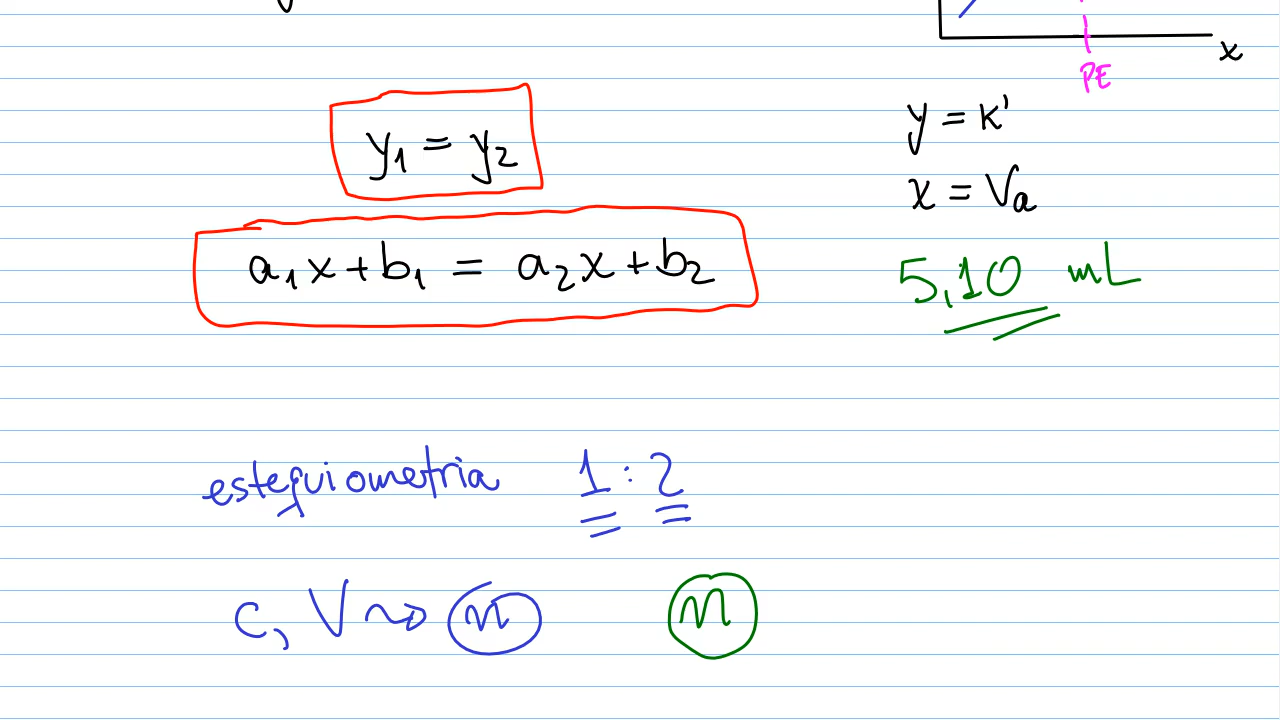 x
PE
y = K'
y₁ = y₂
x = Va
a₁x + b₁ = a₂x + b₂
5,10 mL
estequiometria 1 : 2
c, V ⤳ n n